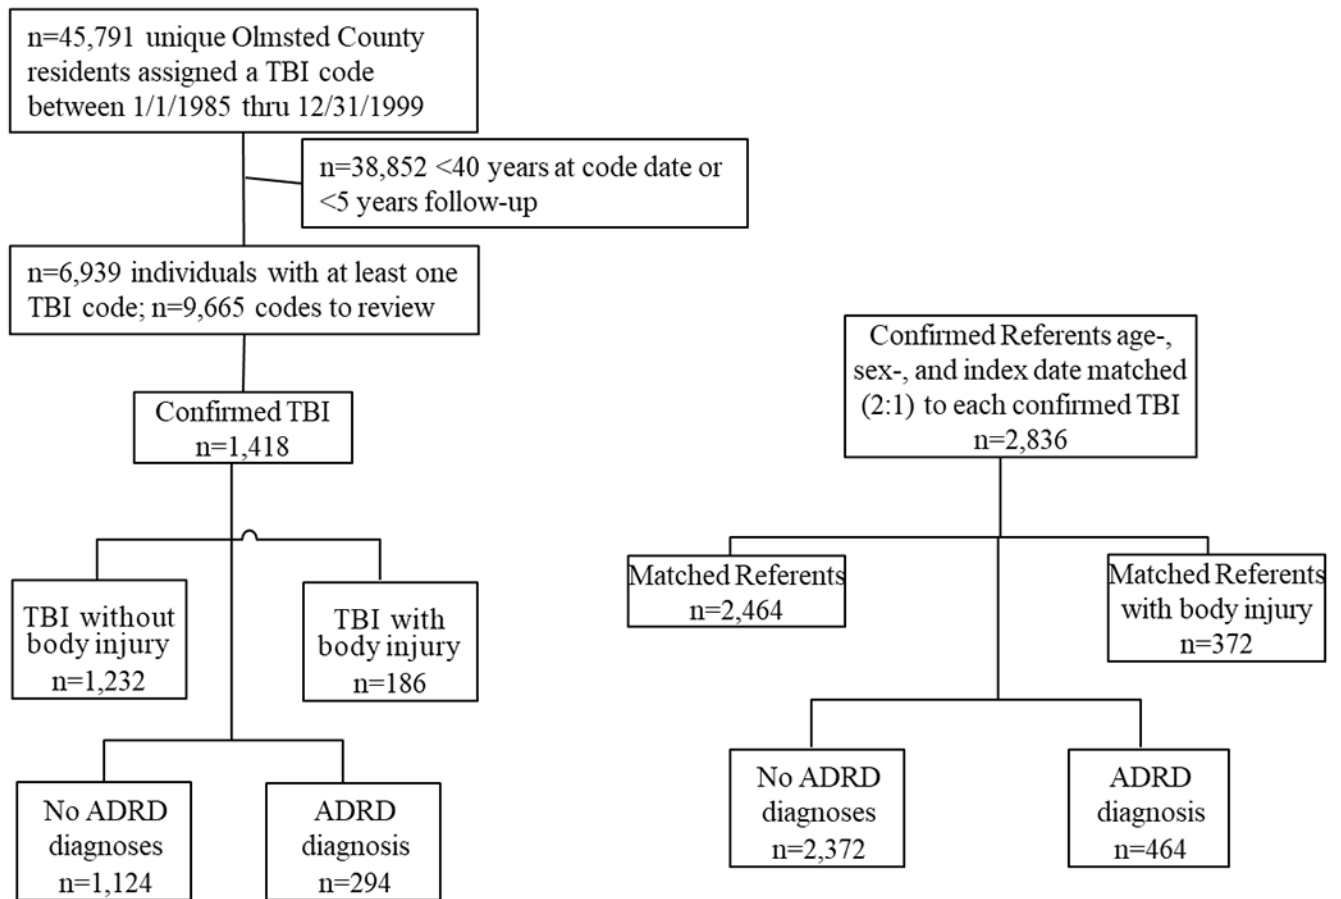 n=45,791 unique Olmsted County
residents assigned a TBI code
between 1/1/1985 thru 12/31/1999
n=38,852 <40 years at code date or
<5 years follow-up
n=6,939 individuals with at least one
TBI code; n=9,665 codes to review
Confirmed TBI
n=1,418
TBI without
body injury
n=1,232
TBI with
body injury
n=186
No ADRD
diagnoses
n=1,124
ADRD
diagnosis
n=294
Confirmed Referents age-,
sex-, and index date matched
(2:1) to each confirmed TBI
n=2,836
Matched Referents
n=2,464
Matched Referents
with body injury
n=372
No ADRD
diagnoses
n=2,372
ADRD
diagnosis
n=464